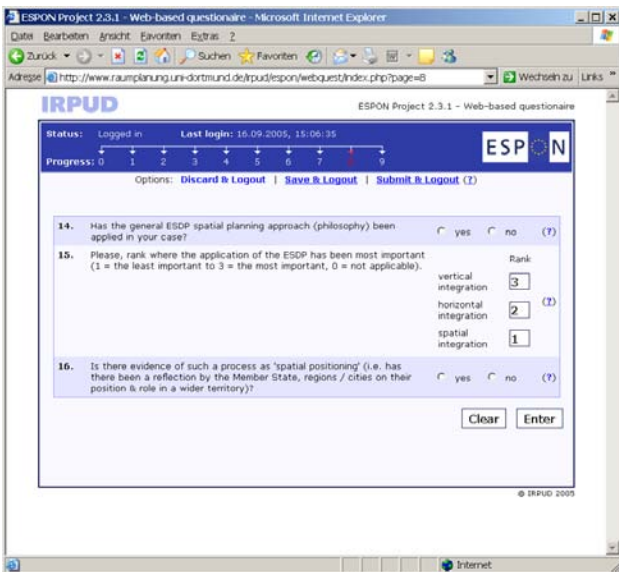 ESPON Project 2.3.1 - Web-based questionaire - Microsoft Internet Explorer
Datei Bearbeiten Ansicht Favoriten Extras ?
Zurück Suchen Favoriten
Adresse http://www.raumplanung.uni-dortmund.de/irpud/espon/webquest/index.php?page=8 Wechseln zu Links »
IRPUD ESPON Project 2.3.1 - Web-based questionaire
Status: Logged in Last login: 16.09.2005, 15:06:35
ESPON
Progress: 0 1 2 3 4 5 6 7 8 9
Options: Discard & Logout | Save & Logout | Submit & Logout (?)
14. Has the general ESDP spatial planning approach (philosophy) been
applied in your case? yes no (?)
15. Please, rank where the application of the ESDP has been most important
(1 = the least important to 3 = the most important, 0 = not applicable).
Rank
vertical
integration 3
horizontal
integration 2 (?)
spatial
integration 1
16. Is there evidence of such a process as 'spatial positioning' (i.e. has
there been a reflection by the Member State, regions / cities on their
position & role in a wider territory)? yes no (?)
Clear Enter
© IRPUD 2005
Internet